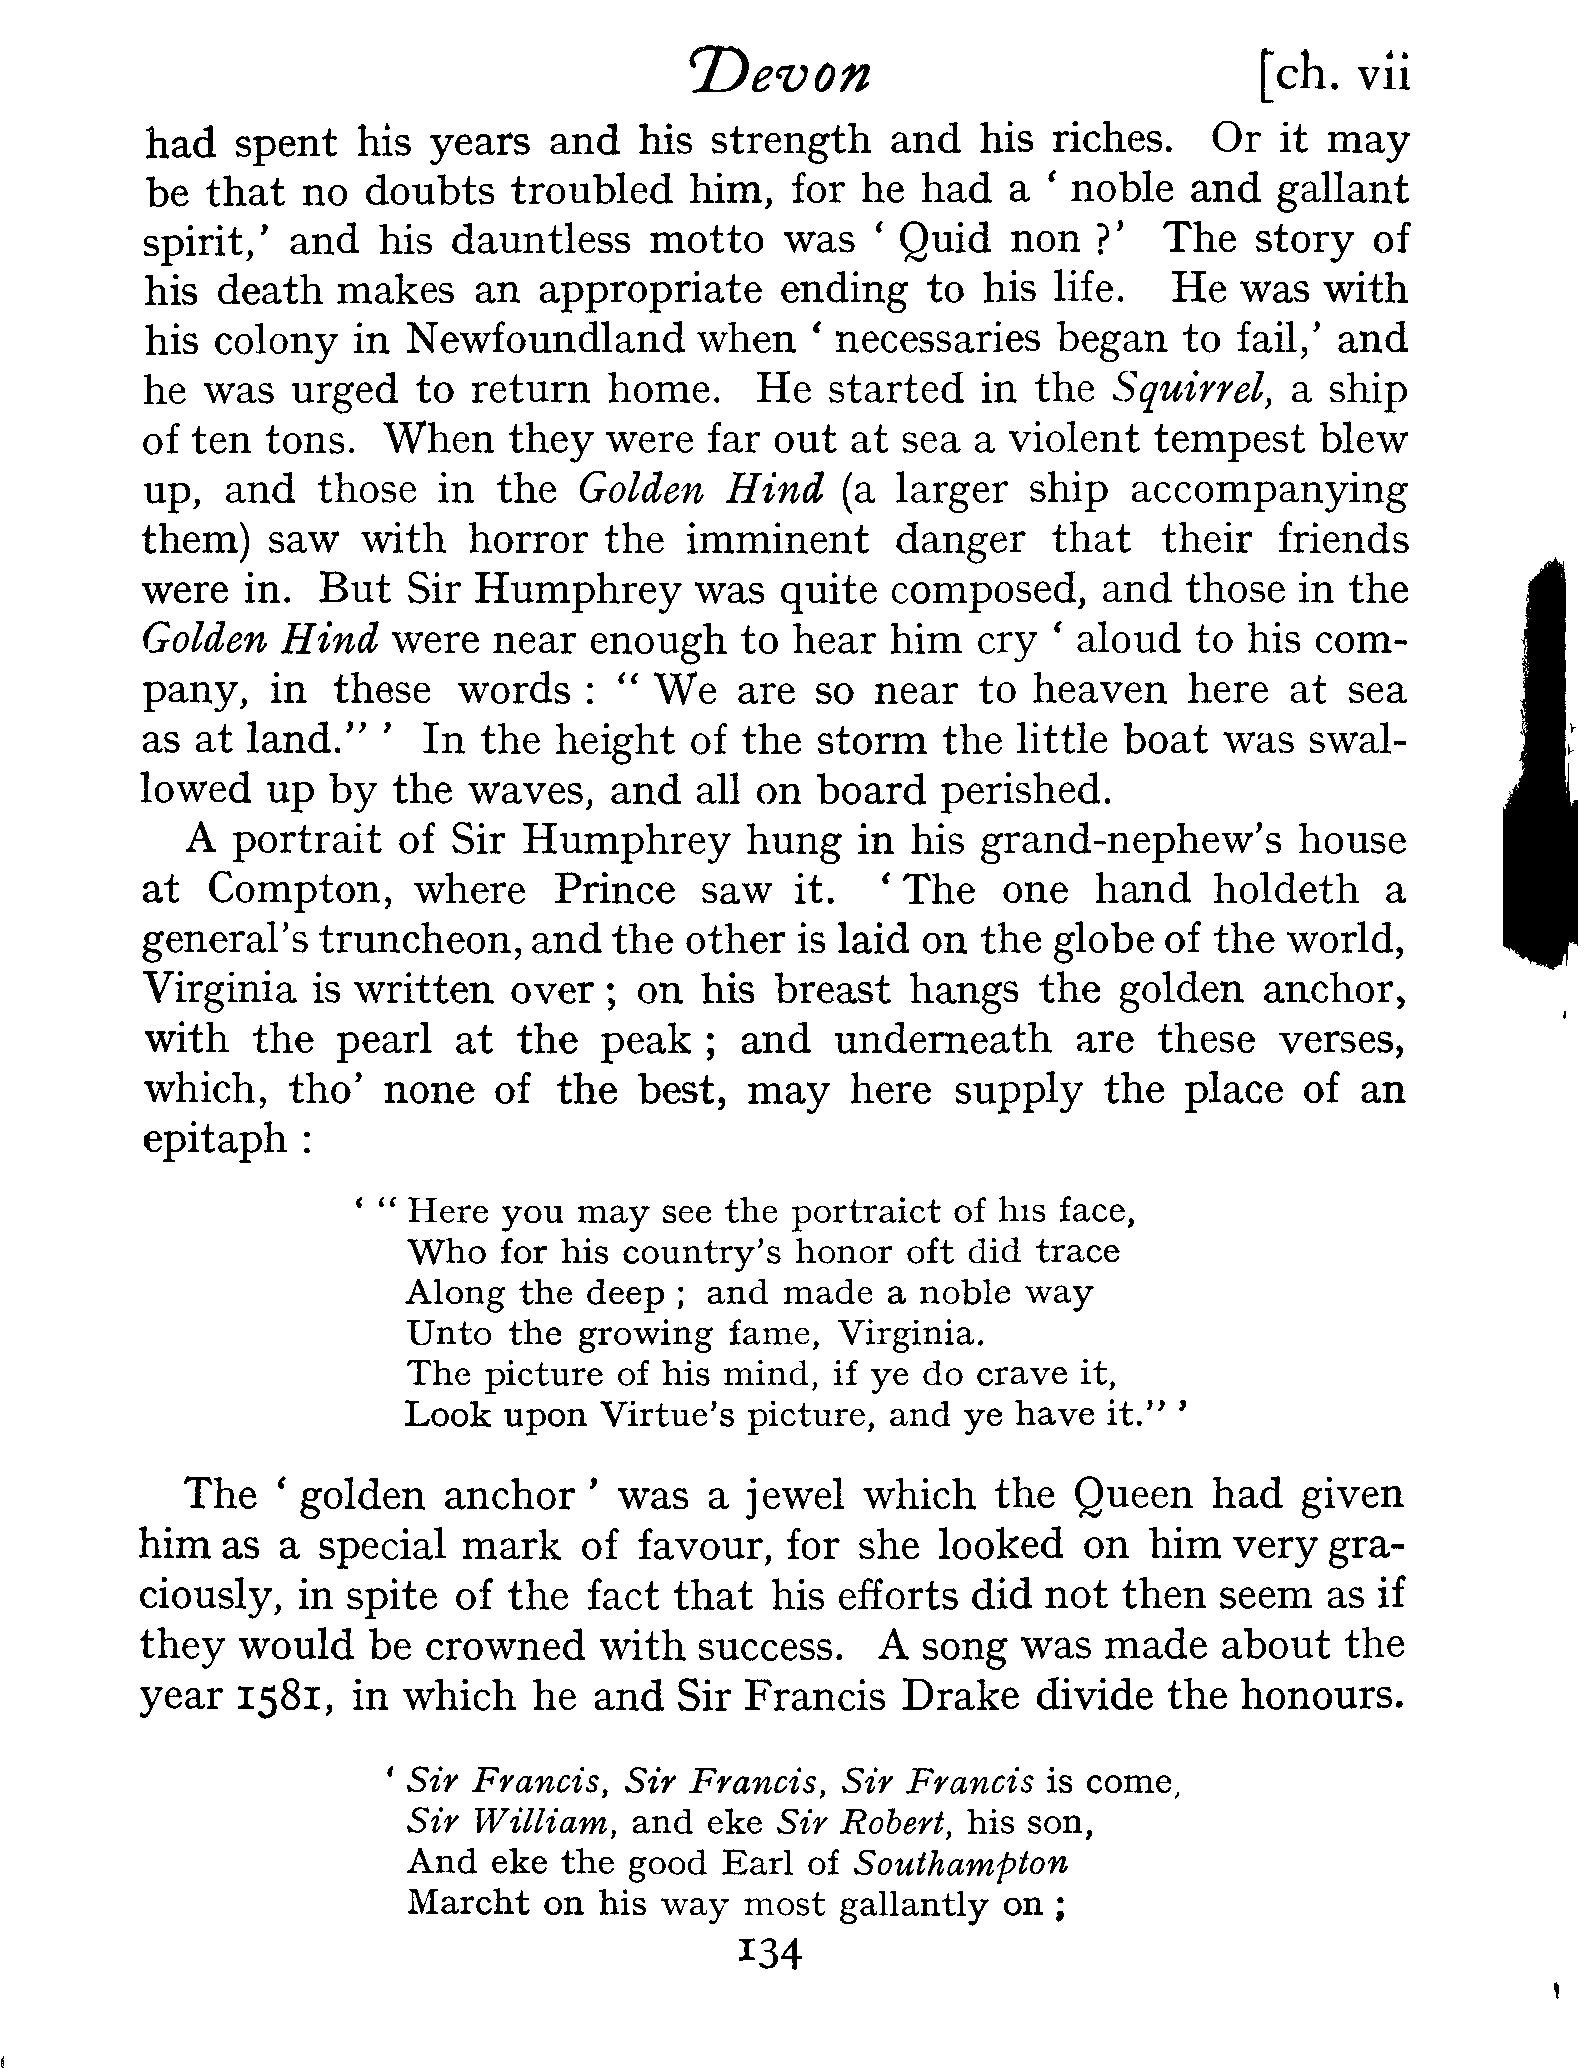 Devon [ch. vii
had spent his years and his strength and his riches. Or it may
be that no doubts troubled him, for he had a ‘ noble and gallant
spirit,’ and his dauntless motto was ‘ Quid non ?’ The story of
his death makes an appropriate ending to his life. He was with
his colony in Newfoundland when ‘ necessaries began to fail,’ and
he was urged to return home. He started in the Squirrel, a ship
of ten tons. When they were far out at sea a violent tempest blew
up, and those in the Golden Hind (a larger ship accompanying
them) saw with horror the imminent danger that their friends
were in. But Sir Humphrey was quite composed, and those in the
Golden Hind were near enough to hear him cry ‘ aloud to his com-
pany, in these words : “ We are so near to heaven here at sea
as at land.” ’ In the height of the storm the little boat was swal-
lowed up by the waves, and all on board perished.
A portrait of Sir Humphrey hung in his grand-nephew’s house
at Compton, where Prince saw it. ‘ The one hand holdeth a
general’s truncheon, and the other is laid on the globe of the world,
Virginia is written over ; on his breast hangs the golden anchor,
with the pearl at the peak ; and underneath are these verses,
which, tho’ none of the best, may here supply the place of an
epitaph :
‘ “ Here you may see the portraict of his face,
Who for his country’s honor oft did trace
Along the deep ; and made a noble way
Unto the growing fame, Virginia.
The picture of his mind, if ye do crave it,
Look upon Virtue’s picture, and ye have it.” ’
The ‘ golden anchor ’ was a jewel which the Queen had given
him as a special mark of favour, for she looked on him very gra-
ciously, in spite of the fact that his efforts did not then seem as if
they would be crowned with success. A song was made about the
year 1581, in which he and Sir Francis Drake divide the honours.
‘ Sir Francis, Sir Francis, Sir Francis is come,
Sir William, and eke Sir Robert, his son,
And eke the good Earl of Southampton
Marcht on his way most gallantly on ;
134